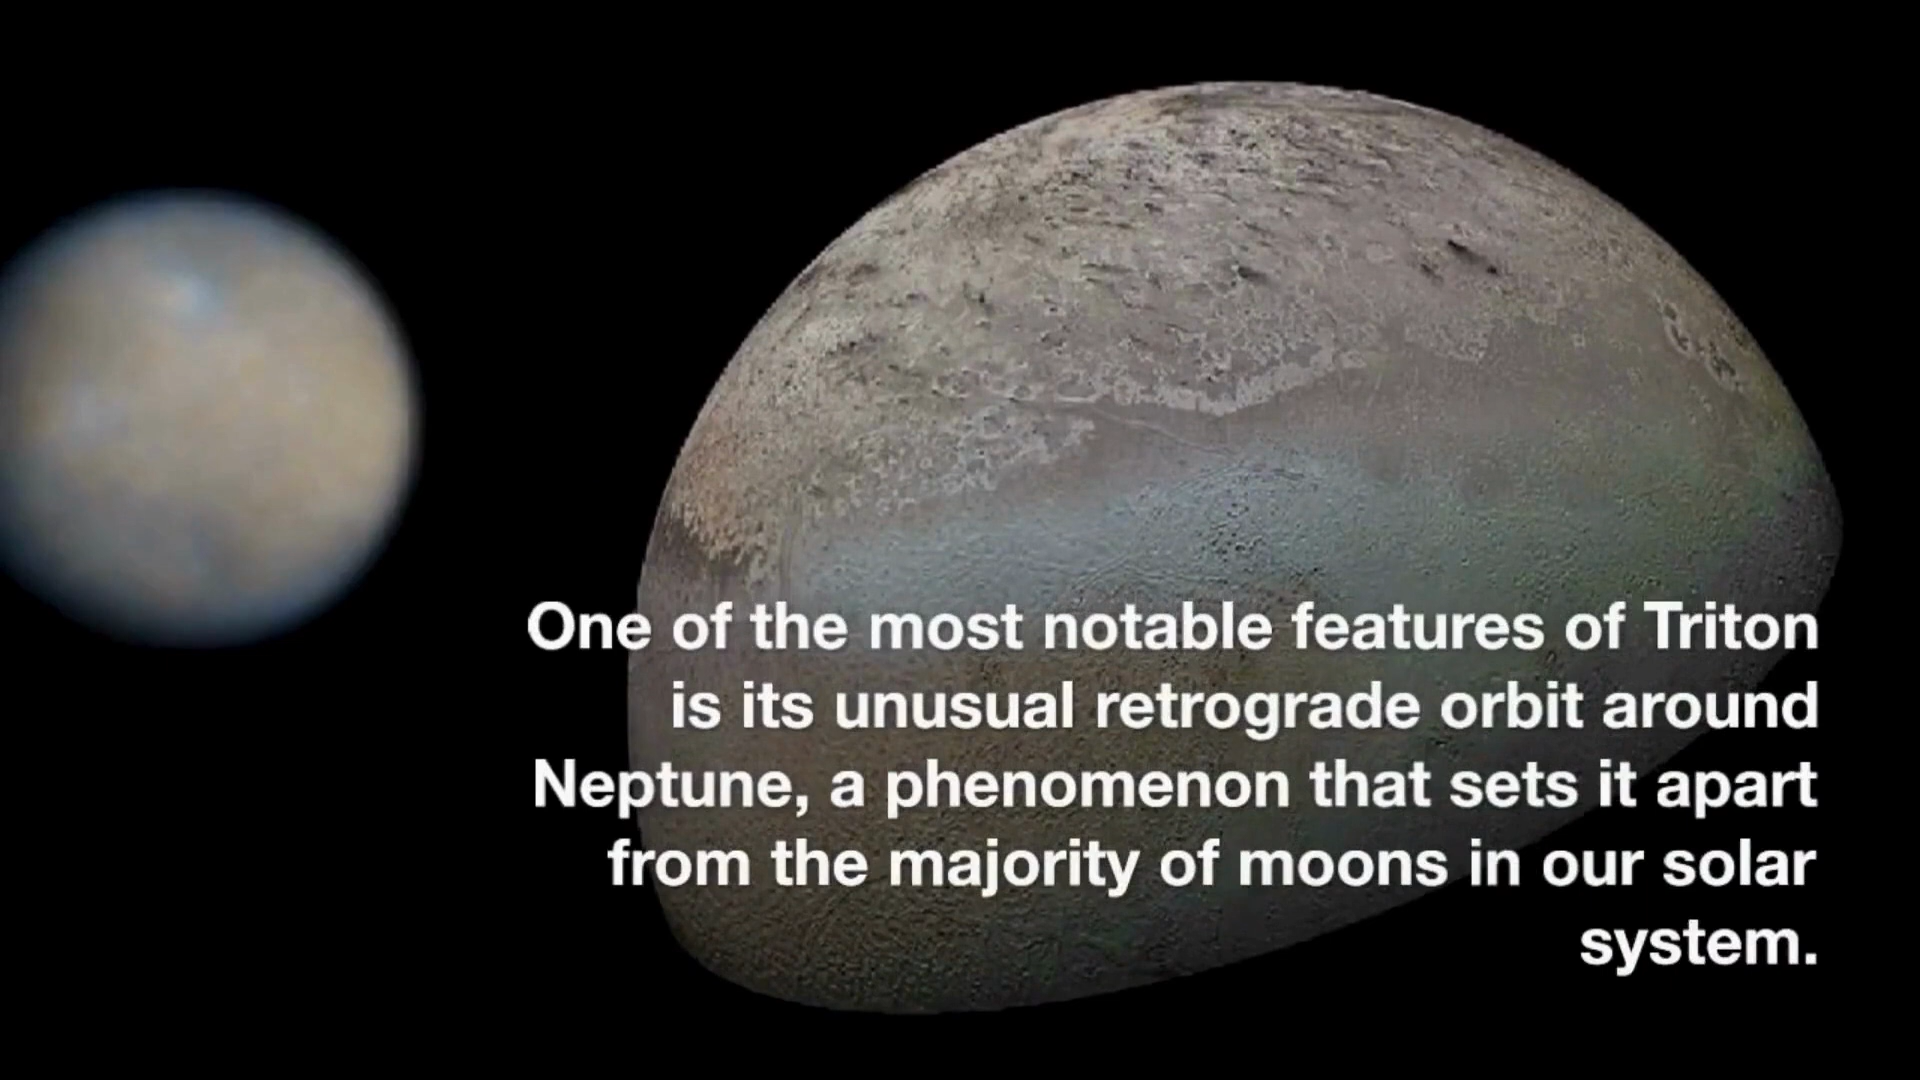 One of the most notable features of Triton
is its unusual retrograde orbit around
Neptune, a phenomenon that sets it apart
from the majority of moons in our solar
system.